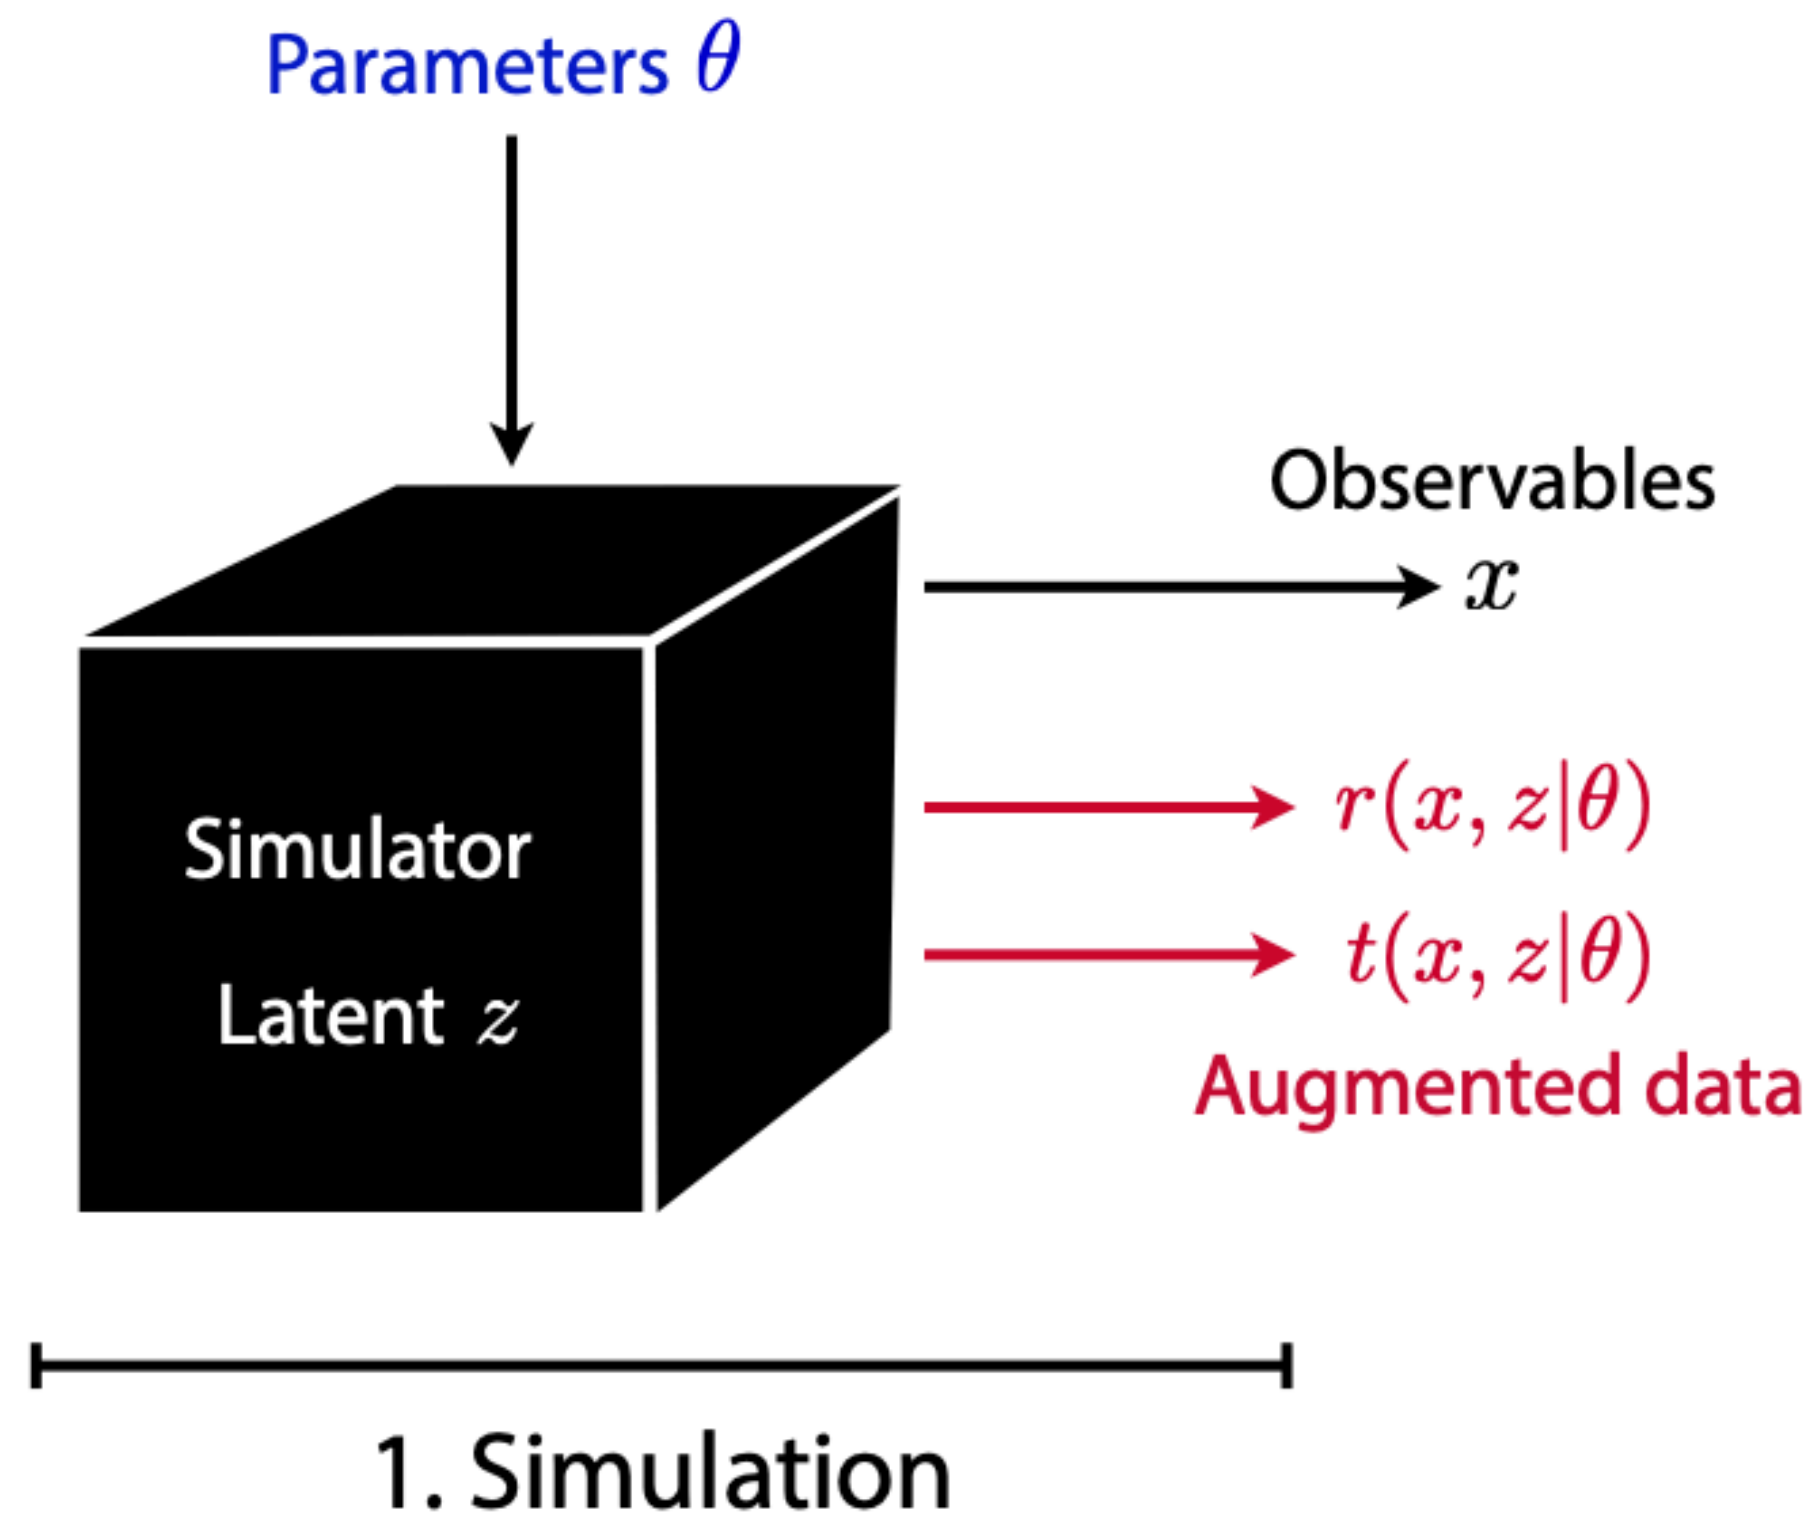 Parameters θ
Observables
x
Simulator
r(x, z|θ)
t(x, z|θ)
Latent z
Augmented data
1. Simulation